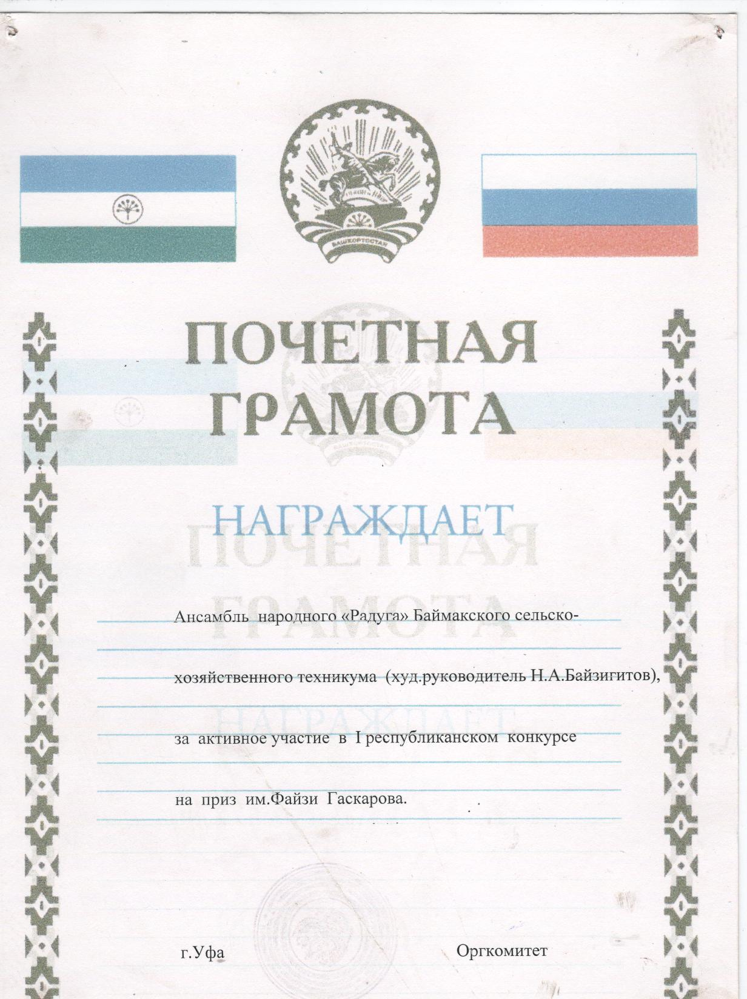 БАШКОРТОСТАН
ПОЧЕТНАЯ
ГРАМОТА
НАГРАЖДАЕТ
Ансамбль народного «Радуга» Баймакского сельско-
хозяйственного техникума (худ.руководитель Н.А.Байзигитов),
за активное участие в I республиканском конкурсе
на приз им.Файзи Гаскарова.
г.Уфа Оргкомитет